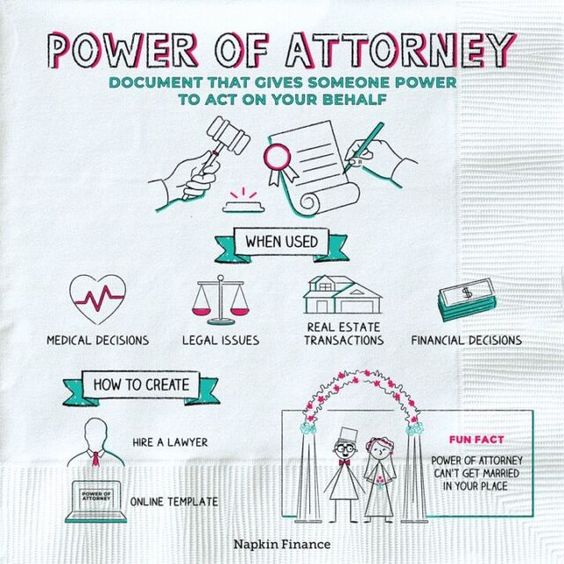 POWER OF ATTORNEY
DOCUMENT THAT GIVES SOMEONE POWER
TO ACT ON YOUR BEHALF
WHEN USED
MEDICAL DECISIONS
LEGAL ISSUES
REAL ESTATE
TRANSACTIONS
FINANCIAL DECISIONS
$
HOW TO CREATE
HIRE A LAWYER
POWER OF
ATTORNEY
ONLINE TEMPLATE
FUN FACT
POWER OF ATTORNEY
CAN'T GET MARRIED
IN YOUR PLACE
Napkin Finance